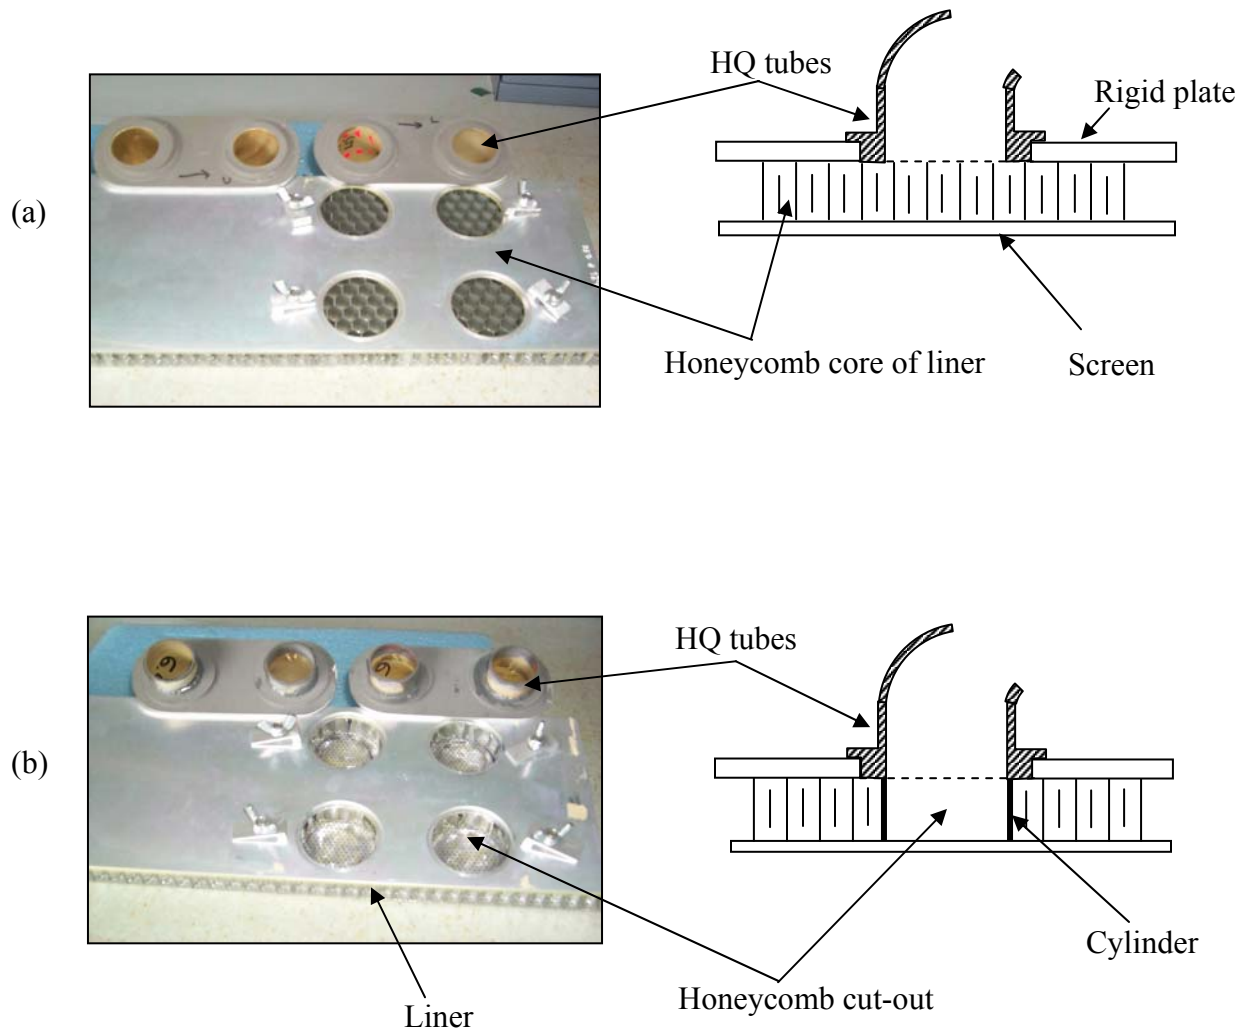 HQ tubes
Rigid plate
(a)
Honeycomb core of liner
Screen
HQ tubes
(b)
Cylinder
Honeycomb cut-out
Liner